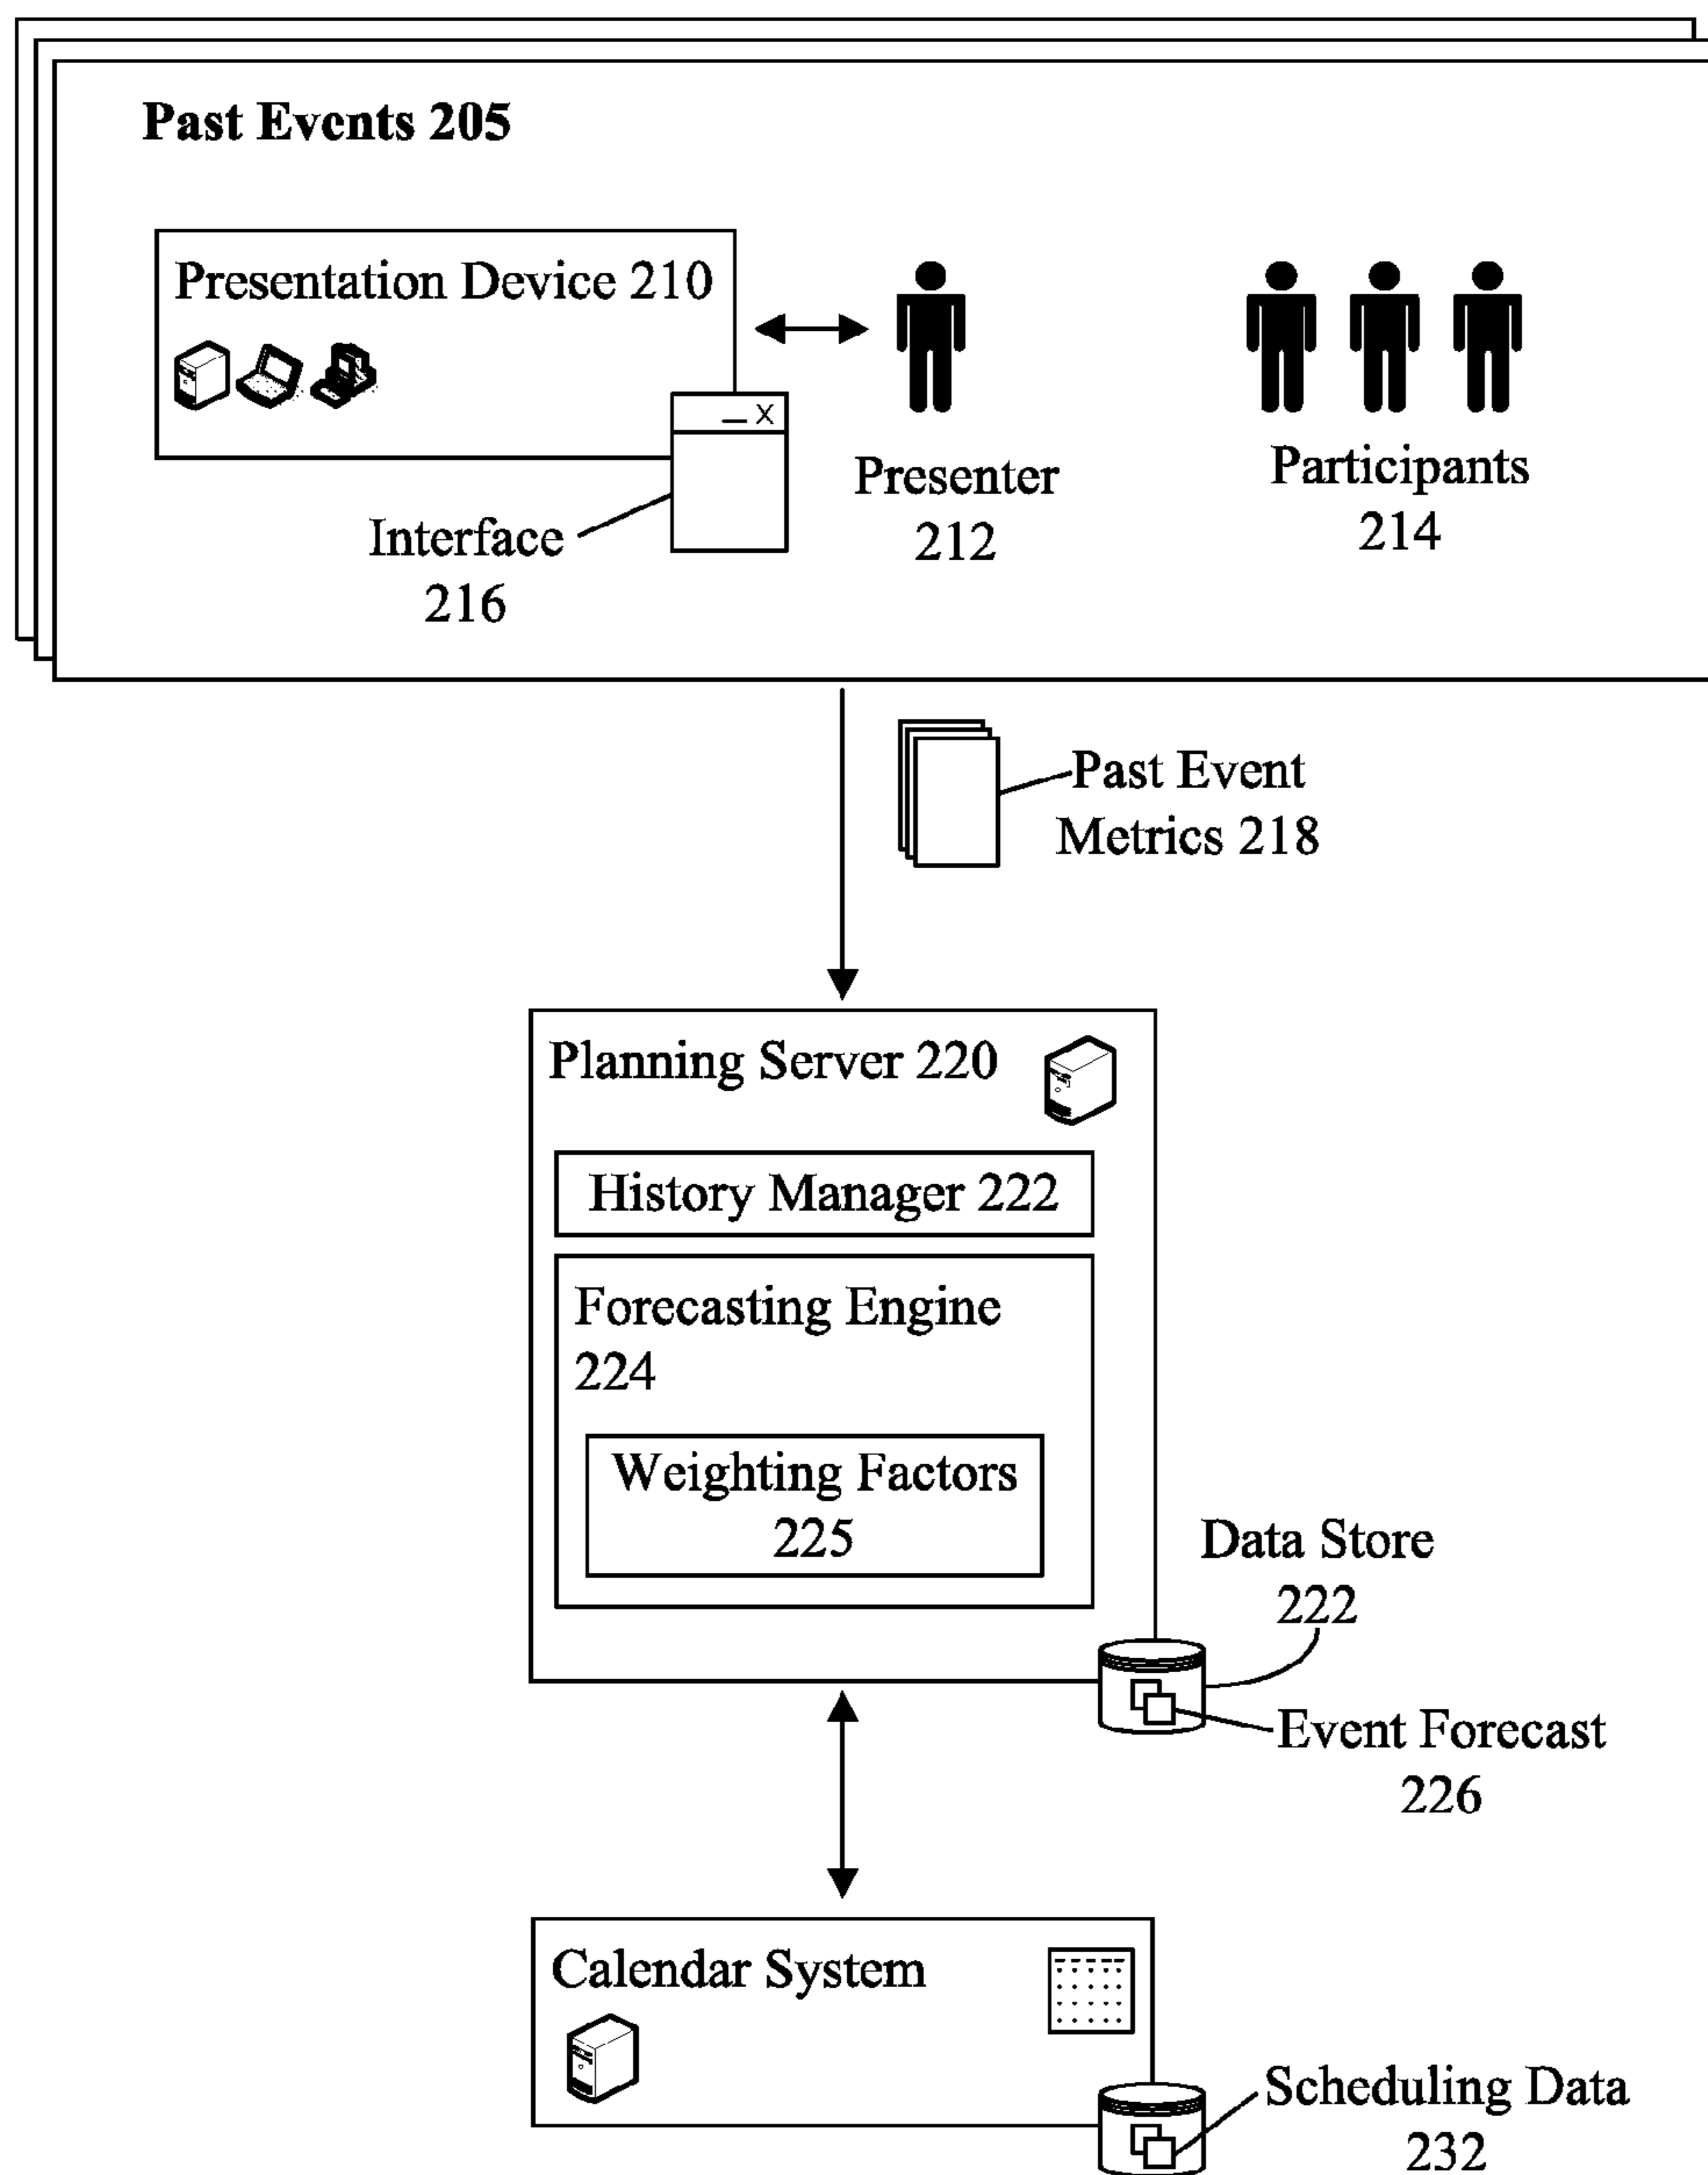 Past Events 205
Presentation Device 210
_ X
Presenter
212
Participants
214
Interface
216
Past Event
Metrics 218
Planning Server 220
History Manager 222
Forecasting Engine
224
Weighting Factors
225
Data Store
222
Event Forecast
226
Calendar System
Scheduling Data
232